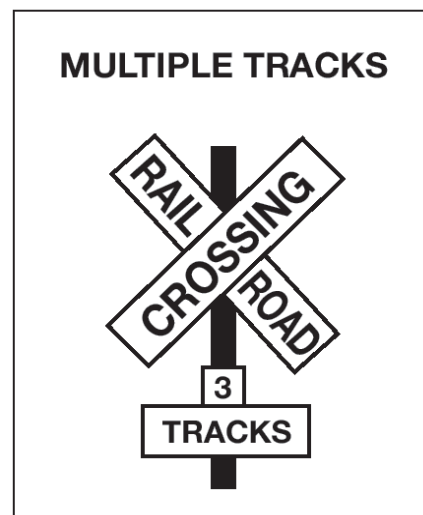 MULTIPLE TRACKS
RAIL
CROSSING
ROAD
3
TRACKS